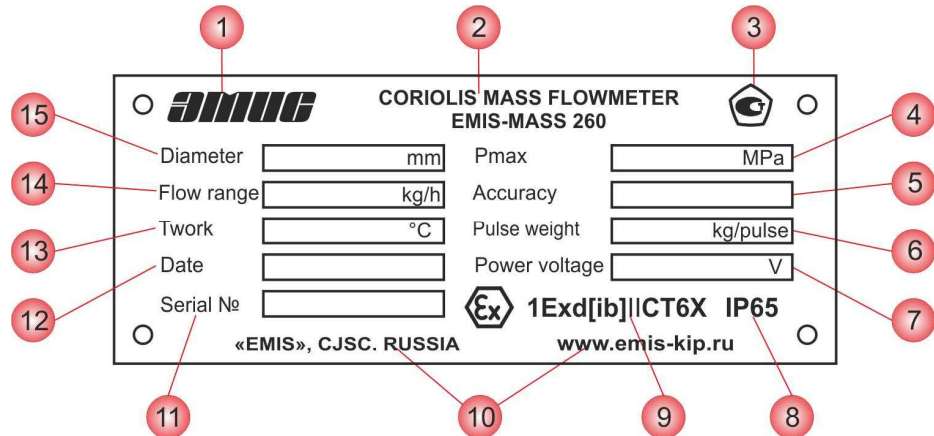 1
2
3
ЭМИС
CORIOLIS MASS FLOWMETER
EMIS-MASS 260
15
Diameter mm
Pmax MPa
4
14
Flow range kg/h
Accuracy
5
13
Twork °C
Pulse weight kg/pulse
6
12
Date
Power voltage V
7
Serial №
Ex 1Exd[ib]IICT6X IP65
«EMIS», CJSC. RUSSIA
www.emis-kip.ru
11
10
9
8